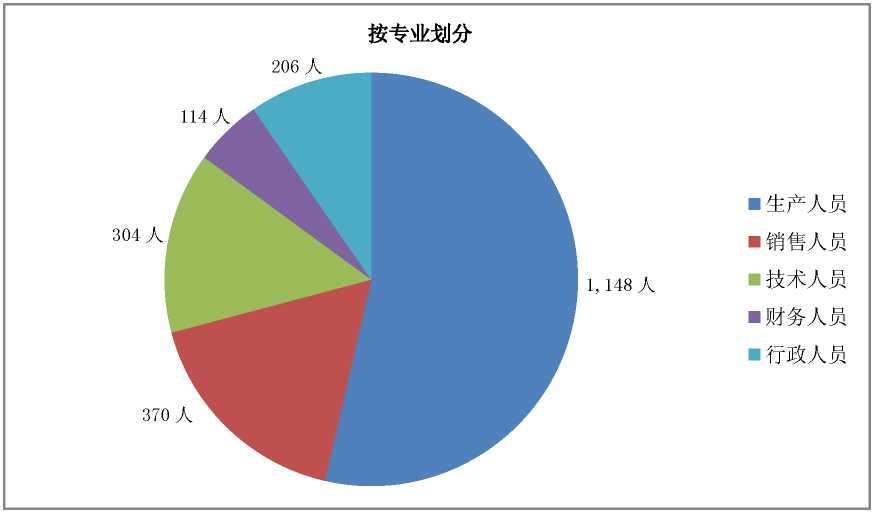 按专业划分
206 人
114 人
304 人
1,148 人
370 人
生产人员
销售人员
技术人员
财务人员
行政人员